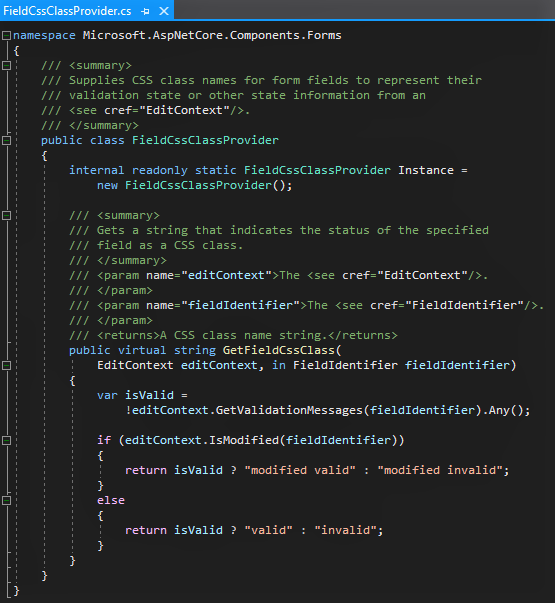 FieldCssClassProvider.cs
namespace Microsoft.AspNetCore.Components.Forms
{
    /// <summary>
    /// Supplies CSS class names for form fields to represent their
    /// validation state or other state information from an
    /// <see cref="EditContext"/>.
    /// </summary>
    public class FieldCssClassProvider
    {
        internal readonly static FieldCssClassProvider Instance =
            new FieldCssClassProvider();

        /// <summary>
        /// Gets a string that indicates the status of the specified
        /// field as a CSS class.
        /// </summary>
        /// <param name="editContext">The <see cref="EditContext"/>.
        /// </param>
        /// <param name="fieldIdentifier">The <see cref="FieldIdentifier"/>.
        /// </param>
        /// <returns>A CSS class name string.</returns>
        public virtual string GetFieldCssClass(
            EditContext editContext, in FieldIdentifier fieldIdentifier)
        {
            var isValid =
                !editContext.GetValidationMessages(fieldIdentifier).Any();

            if (editContext.IsModified(fieldIdentifier))
            {
                return isValid ? "modified valid" : "modified invalid";
            }
            else
            {
                return isValid ? "valid" : "invalid";
            }
        }
    }
}